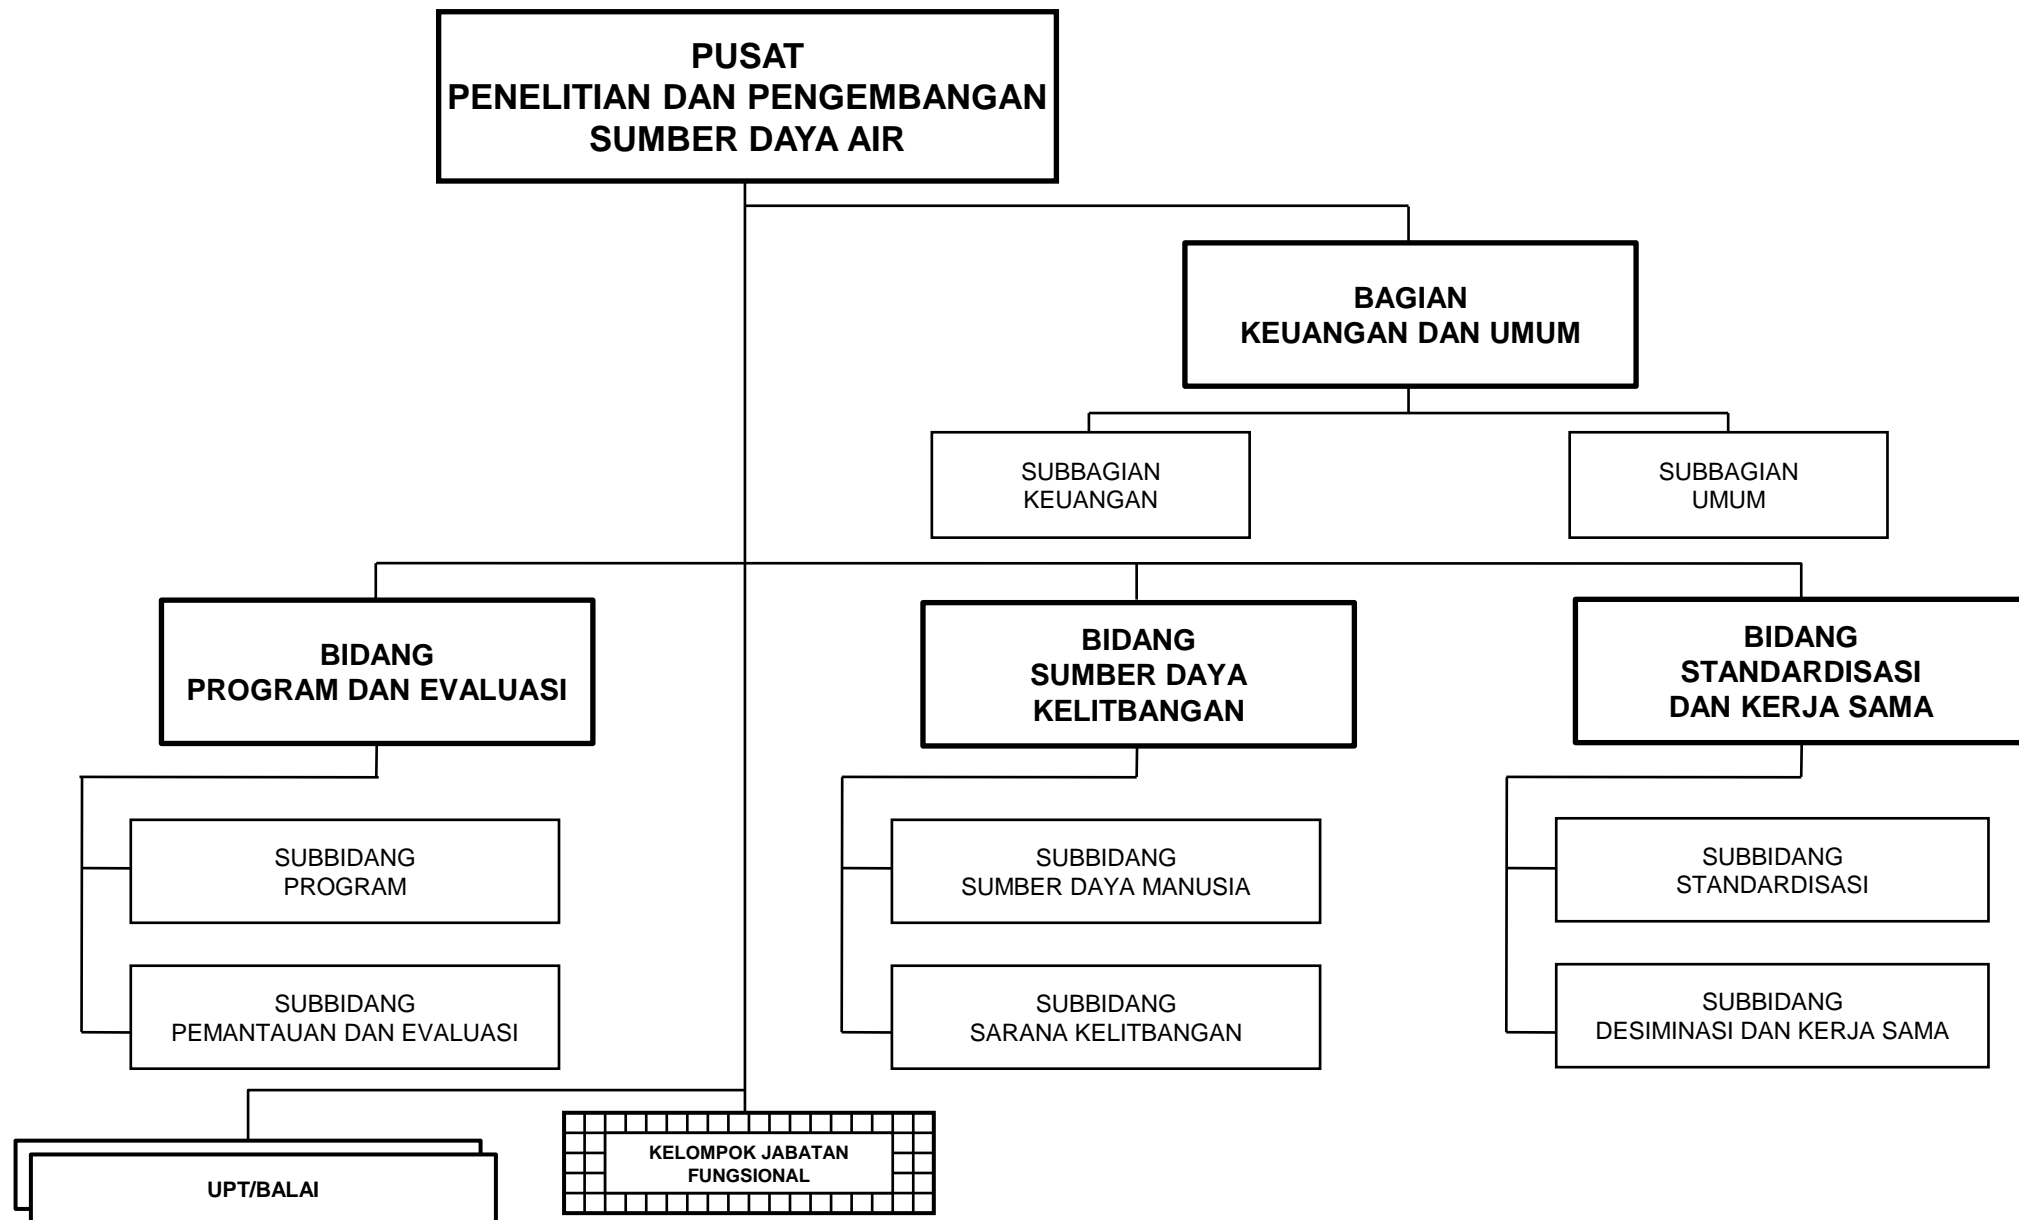 PUSAT
PENELITIAN DAN PENGEMBANGAN
SUMBER DAYA AIR
BAGIAN
KEUANGAN DAN UMUM
SUBBAGIAN
KEUANGAN
SUBBAGIAN
UMUM
BIDANG
PROGRAM DAN EVALUASI
BIDANG
SUMBER DAYA
KELITBANGAN
BIDANG
STANDARDISASI
DAN KERJA SAMA
SUBBIDANG
PROGRAM
SUBBIDANG
SUMBER DAYA MANUSIA
SUBBIDANG
STANDARDISASI
SUBBIDANG
PEMANTAUAN DAN EVALUASI
SUBBIDANG
SARANA KELITBANGAN
SUBBIDANG
DESIMINASI DAN KERJA SAMA
KELOMPOK JABATAN
FUNGSIONAL
UPT/BALAI